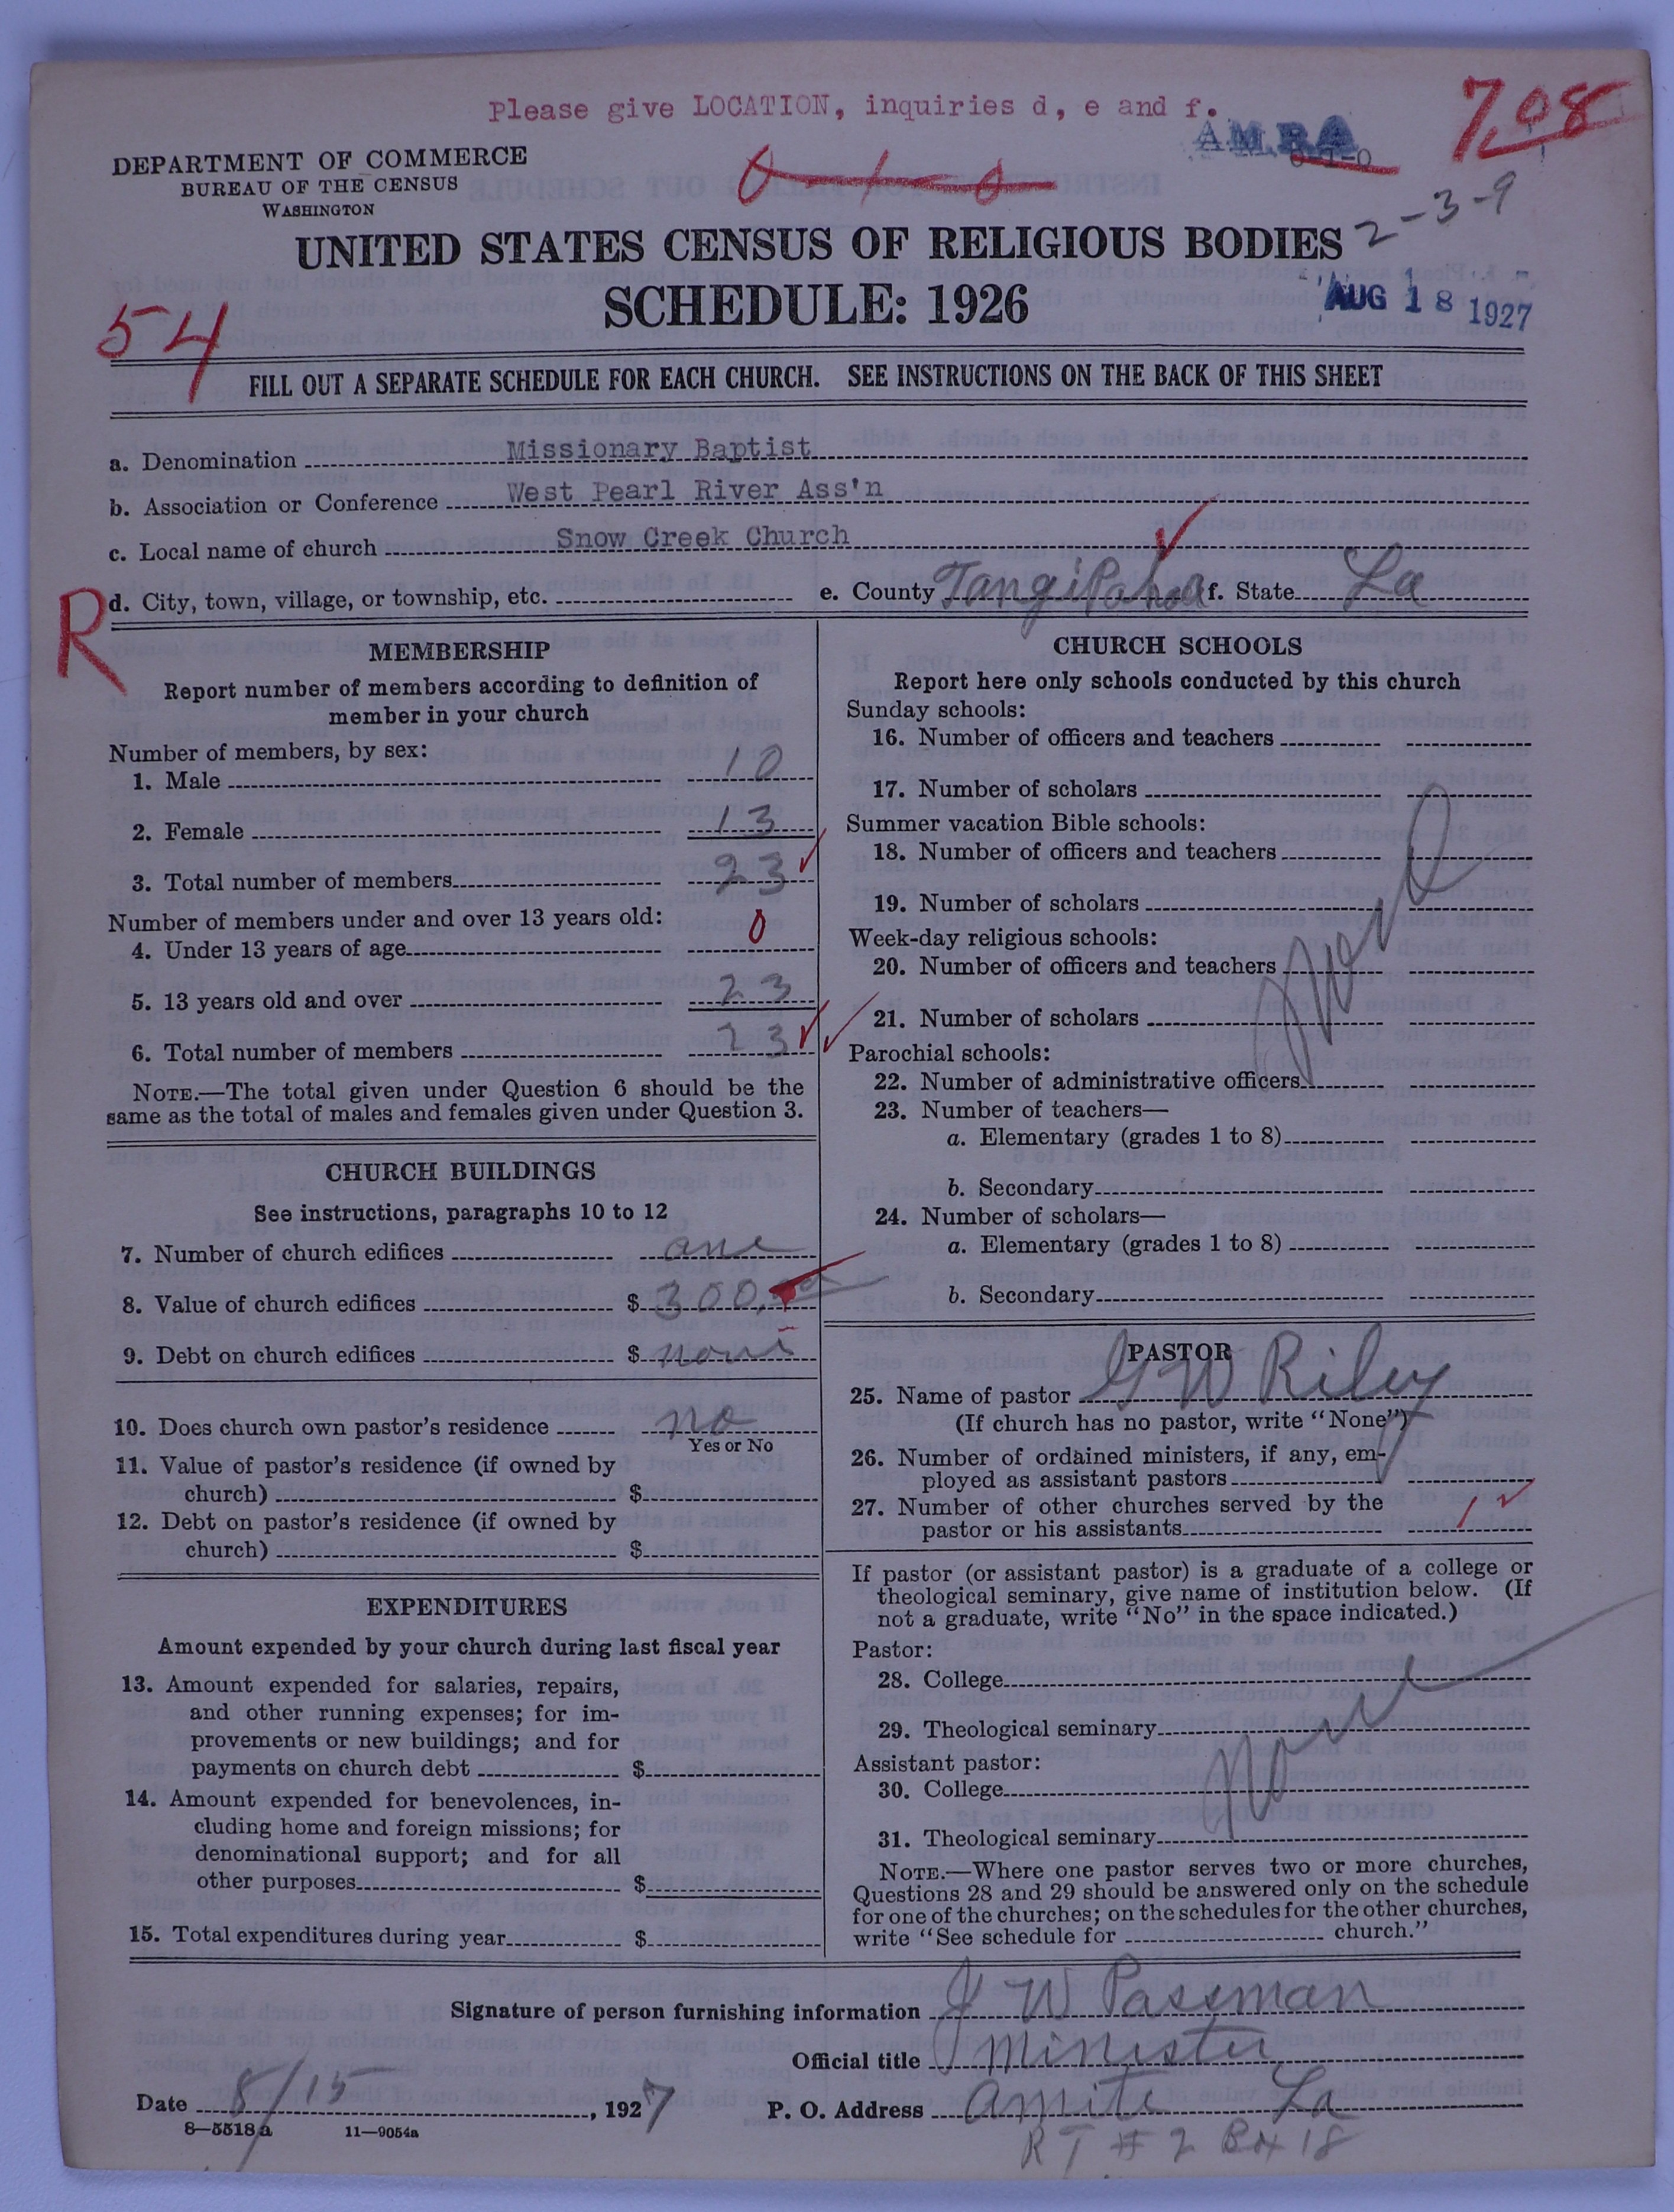 Please give LOCATION, inquiries d, e and f.
7,08
A.M.B.A
0-1-0
DEPARTMENT OF COMMERCE
BUREAU OF THE CENSUS
WASHINGTON
2-3-9
UNITED STATES CENSUS OF RELIGIOUS BODIES
SCHEDULE: 1926
AUG 18 1927
54
FILL OUT A SEPARATE SCHEDULE FOR EACH CHURCH. SEE INSTRUCTIONS ON THE BACK OF THIS SHEET
a. Denomination Missionary Baptist
b. Association or Conference West Pearl River Ass'n
c. Local name of church Snow Creek Church
R
d. City, town, village, or township, etc. e. County Tangipahoa f. State La
MEMBERSHIP
Report number of members according to definition of
member in your church
Number of members, by sex:
1. Male 10
2. Female 13
3. Total number of members 23
Number of members under and over 13 years old:
4. Under 13 years of age 0
5. 13 years old and over 23
6. Total number of members 23
NOTE.—The total given under Question 6 should be the
same as the total of males and females given under Question 3.
CHURCH BUILDINGS
See instructions, paragraphs 10 to 12
7. Number of church edifices one
8. Value of church edifices $ 300.00
9. Debt on church edifices $ none
10. Does church own pastor's residence no
Yes or No
11. Value of pastor's residence (if owned by
church) $
12. Debt on pastor's residence (if owned by
church) $
EXPENDITURES
Amount expended by your church during last fiscal year
13. Amount expended for salaries, repairs,
and other running expenses; for im-
provements or new buildings; and for
payments on church debt $
14. Amount expended for benevolences, in-
cluding home and foreign missions; for
denominational support; and for all
other purposes $
15. Total expenditures during year $
CHURCH SCHOOLS
Report here only schools conducted by this church
Sunday schools:
16. Number of officers and teachers
17. Number of scholars
Summer vacation Bible schools:
18. Number of officers and teachers
19. Number of scholars
Week-day religious schools:
20. Number of officers and teachers
21. Number of scholars
Parochial schools:
22. Number of administrative officers
23. Number of teachers—
a. Elementary (grades 1 to 8)
b. Secondary
24. Number of scholars—
a. Elementary (grades 1 to 8)
b. Secondary
PASTOR
25. Name of pastor G W Riley
(If church has no pastor, write "None")
26. Number of ordained ministers, if any, em-
ployed as assistant pastors
27. Number of other churches served by the
pastor or his assistants 1
If pastor (or assistant pastor) is a graduate of a college or
theological seminary, give name of institution below. (If
not a graduate, write "No" in the space indicated.)
Pastor:
28. College
29. Theological seminary
None
Assistant pastor:
30. College
31. Theological seminary
NOTE.—Where one pastor serves two or more churches,
Questions 28 and 29 should be answered only on the schedule
for one of the churches; on the schedules for the other churches,
write "See schedule for church."
Signature of person furnishing information J W Passman
Official title Minister
Date 8/15, 1927 P. O. Address Amite La
RT # 2 Box 18
8—5518a 11—9054a